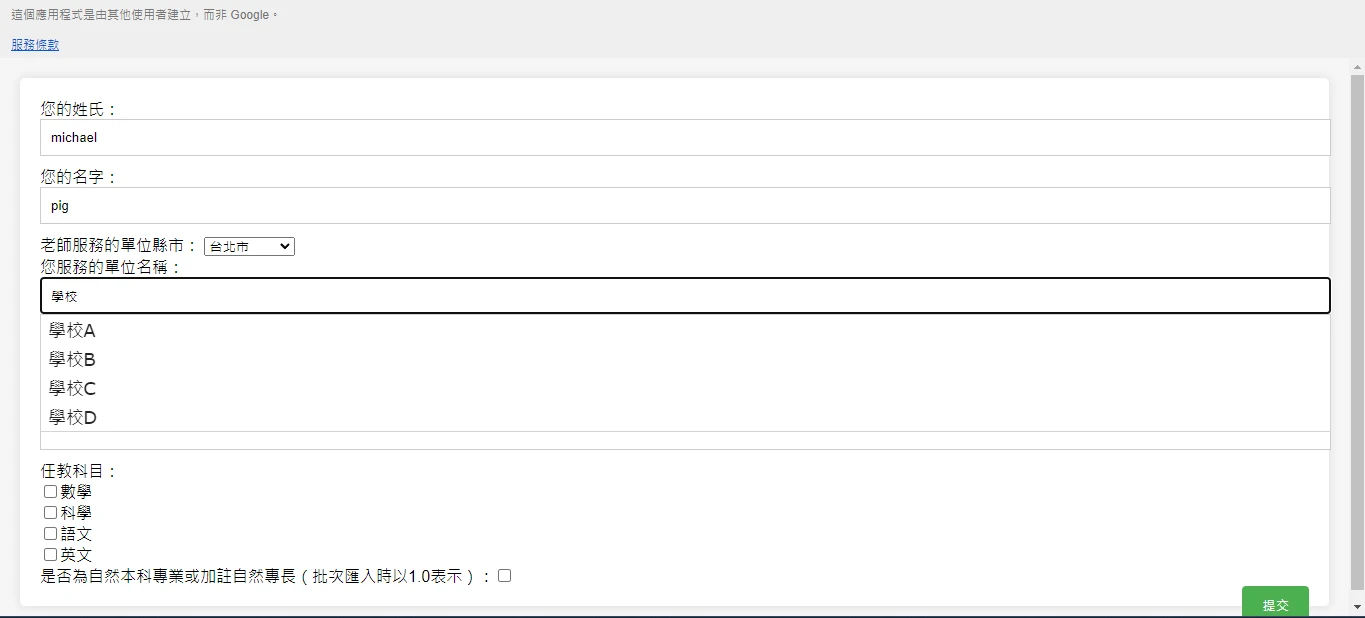 這個應用程式是由其他使用者建立，而非 Google。
服務條款
您的姓氏：
michael
您的名字：
pig
老師服務的單位縣市： 台北市
您服務的單位名稱：
學校
學校A
學校B
學校C
學校D
任教科目：
數學
科學
語文
英文
是否為自然本科專業或加註自然專長（批次匯入時以1.0表示）：
提交